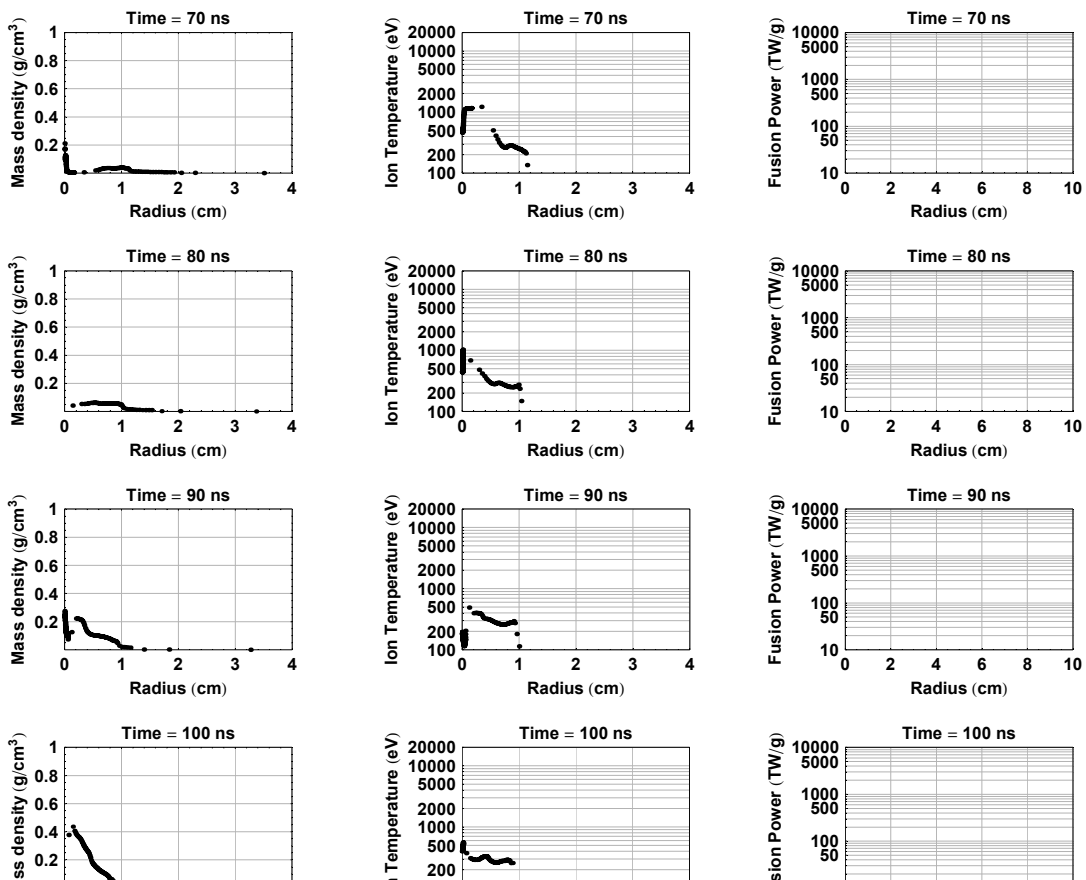 Time = 70 ns
Mass density (g/cm³)
1
0.8
0.6
0.4
0.2
0 1 2 3 4
Radius (cm)
Time = 70 ns
Ion Temperature (eV)
20000
10000
5000
2000
1000
500
200
100
0 1 2 3 4
Radius (cm)
Time = 70 ns
Fusion Power (TW/g)
10000
5000
1000
500
100
50
10
0 2 4 6 8 10
Radius (cm)
Time = 80 ns
Mass density (g/cm³)
1
0.8
0.6
0.4
0.2
0 1 2 3 4
Radius (cm)
Time = 80 ns
Ion Temperature (eV)
20000
10000
5000
2000
1000
500
200
100
0 1 2 3 4
Radius (cm)
Time = 80 ns
Fusion Power (TW/g)
10000
5000
1000
500
100
50
10
0 2 4 6 8 10
Radius (cm)
Time = 90 ns
Mass density (g/cm³)
1
0.8
0.6
0.4
0.2
0 1 2 3 4
Radius (cm)
Time = 90 ns
Ion Temperature (eV)
20000
10000
5000
2000
1000
500
200
100
0 1 2 3 4
Radius (cm)
Time = 90 ns
Fusion Power (TW/g)
10000
5000
1000
500
100
50
10
0 2 4 6 8 10
Radius (cm)
Time = 100 ns
ss density (g/cm³)
1
0.8
0.6
0.4
0.2
Time = 100 ns
Temperature (eV)
20000
10000
5000
2000
1000
500
200
Time = 100 ns
sion Power (TW/g)
10000
5000
1000
500
100
50